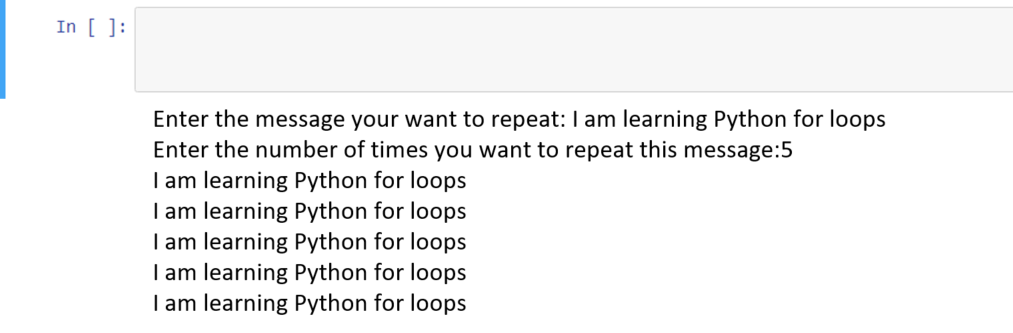 In [ ]:
Enter the message your want to repeat: I am learning Python for loops
Enter the number of times you want to repeat this message:5
I am learning Python for loops
I am learning Python for loops
I am learning Python for loops
I am learning Python for loops
I am learning Python for loops